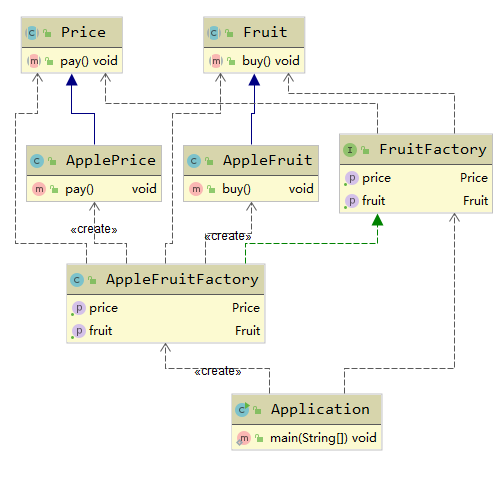 Price
pay() void
Fruit
buy() void
ApplePrice
pay() void
AppleFruit
buy() void
FruitFactory
price Price
fruit Fruit
«create»
«create»
AppleFruitFactory
price Price
fruit Fruit
«create»
Application
main(String[]) void